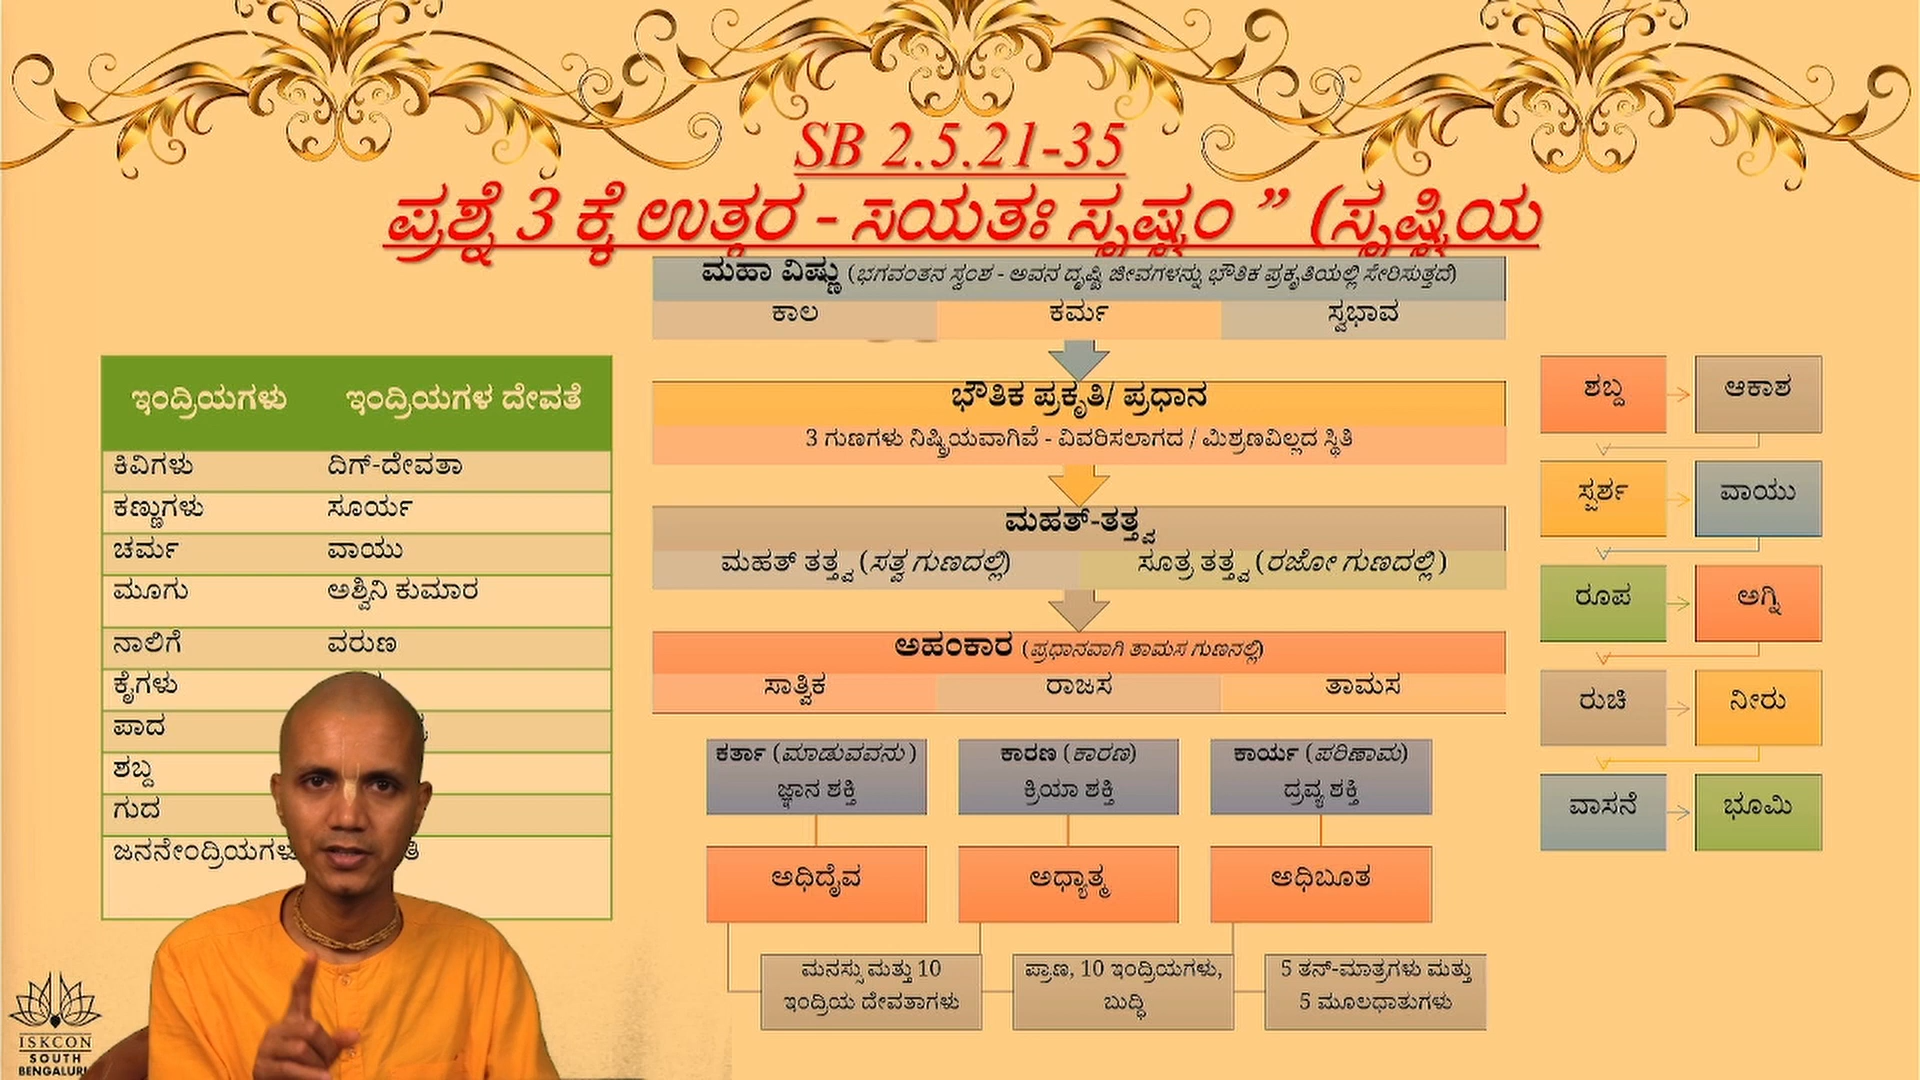 SB 2.5.21-35
ಪ್ರಶ್ನೆ 3 ಕ್ಕೆ ಉತ್ತರ - ಸಯತಃ ಸೃಷ್ಟಂ ” (ಸೃಷ್ಟಿಯ
ಮಹಾ ವಿಷ್ಣು (ಭಗವಂತನ ಸ್ವಂಶ - ಅವನ ದೃಷ್ಟಿ ಜೀವಗಳನ್ನು ಭೌತಿಕ ಪ್ರಕೃತಿಯಲ್ಲಿ ಸೇರಿಸುತ್ತದೆ)
ಕಾಲ ಕರ್ಮ ಸ್ವಭಾವ
ಭೌತಿಕ ಪ್ರಕೃತಿ/ ಪ್ರಧಾನ
3 ಗುಣಗಳು ನಿಷ್ಕ್ರಿಯವಾಗಿವೆ - ವಿವರಿಸಲಾಗದ / ಮಿಶ್ರಣವಿಲ್ಲದ ಸ್ಥಿತಿ
ಮಹತ್-ತತ್ತ್ವ
ಮಹತ್ ತತ್ತ್ವ (ಸತ್ವ ಗುಣದಲ್ಲಿ) ಸೂತ್ರ ತತ್ತ್ವ (ರಜೋ ಗುಣದಲ್ಲಿ)
ಅಹಂಕಾರ (ಪ್ರಧಾನವಾಗಿ ತಾಮಸ ಗುಣನಲ್ಲಿ)
ಸಾತ್ವಿಕ ರಾಜಸ ತಾಮಸ
ಕರ್ತಾ (ಮಾಡುವವನು) ಕಾರಣ (ಕಾರಣ) ಕಾರ್ಯ (ಪರಿಣಾಮ)
ಜ್ಞಾನ ಶಕ್ತಿ ಕ್ರಿಯಾ ಶಕ್ತಿ ದ್ರವ್ಯ ಶಕ್ತಿ
ಅಧಿದೈವ ಅಧ್ಯಾತ್ಮ ಅಧಿಬೂತ
ಮನಸ್ಸು ಮತ್ತು 10 ಪ್ರಾಣ, 10 ಇಂದ್ರಿಯಗಳು, 5 ತನ್-ಮಾತ್ರಗಳು ಮತ್ತು
ಇಂದ್ರಿಯ ದೇವತಾಗಳು ಬುದ್ಧಿ 5 ಮೂಲಧಾತುಗಳು
ಇಂದ್ರಿಯಗಳು ಇಂದ್ರಿಯಗಳ ದೇವತೆ
ಕಿವಿಗಳು ದಿಗ್-ದೇವತಾ
ಕಣ್ಣುಗಳು ಸೂರ್ಯ
ಚರ್ಮ ವಾಯು
ಮೂಗು ಅಶ್ವಿನಿ ಕುಮಾರ
ನಾಲಿಗೆ ವರುಣ
ಕೈಗಳು
ಪಾದ
ಶಬ್ದ
ಗುದ
ಜನನೇಂದ್ರಿಯಗಳು
ಶಬ್ದ ಆಕಾಶ
ಸ್ಪರ್ಶ ವಾಯು
ರೂಪ ಅಗ್ನಿ
ರುಚಿ ನೀರು
ವಾಸನೆ ಭೂಮಿ
ISKCON
SOUTH
BENGALURU